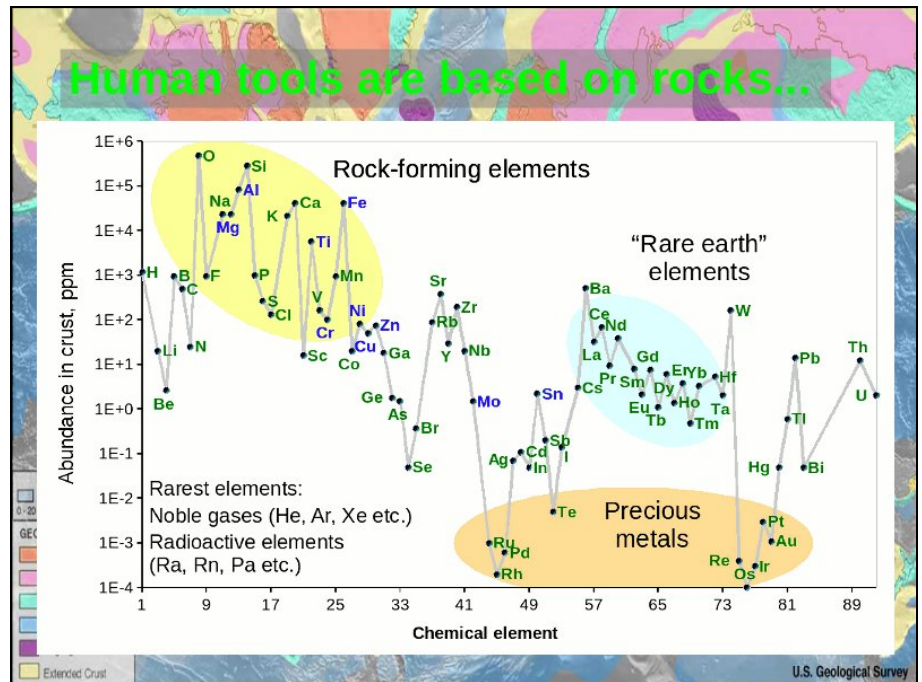 Human tools are based on rocks...
1E+6
1E+5
1E+4
1E+3
1E+2
1E+1
1E+0
1E-1
1E-2
1E-3
1E-4
Abundance in crust, ppm
Rock-forming elements
“Rare earth”
elements
Precious
metals
Rarest elements:
Noble gases (He, Ar, Xe etc.)
Radioactive elements
(Ra, Rn, Pa etc.)
H
Li
Be
B
C
N
O
F
Na
Mg
Al
Si
P
S
Cl
K
Ca
Sc
Ti
V
Cr
Mn
Fe
Co
Ni
Cu
Zn
Ga
Ge
As
Se
Br
Rb
Sr
Y
Zr
Nb
Mo
Ru
Rh
Pd
Ag
Cd
In
Sn
Sb
Te
I
Cs
Ba
La
Ce
Pr
Nd
Sm
Eu
Gd
Tb
Dy
Ho
Er
Tm
Yb
Hf
Ta
W
Re
Os
Ir
Pt
Au
Hg
Tl
Pb
Bi
Th
U
1 9 17 25 33 41 49 57 65 73 81 89
Chemical element
Extended Crust
U.S. Geological Survey